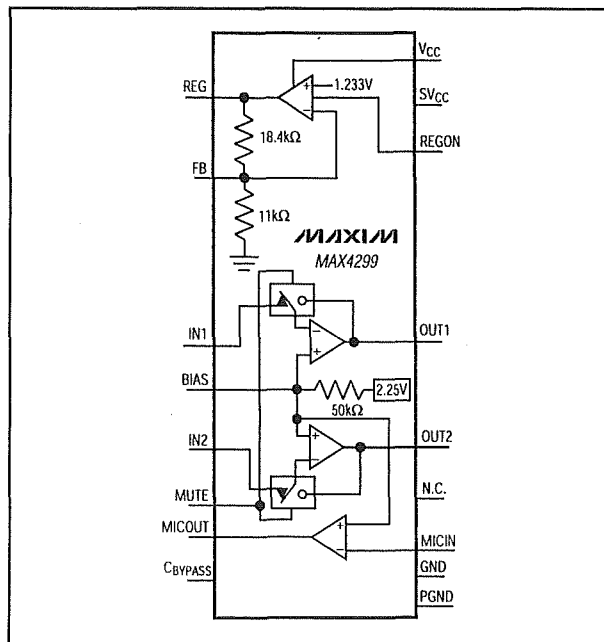 VCC
REG
1.233V
+
−
SVCC
18.4kΩ
REGON
FB
11kΩ
MAXIM
MAX4299
IN1
−
+
OUT1
BIAS
2.25V
50kΩ
IN2
+
−
OUT2
MUTE
N.C.
MICOUT
+
−
MICIN
CBYPASS
GND
PGND